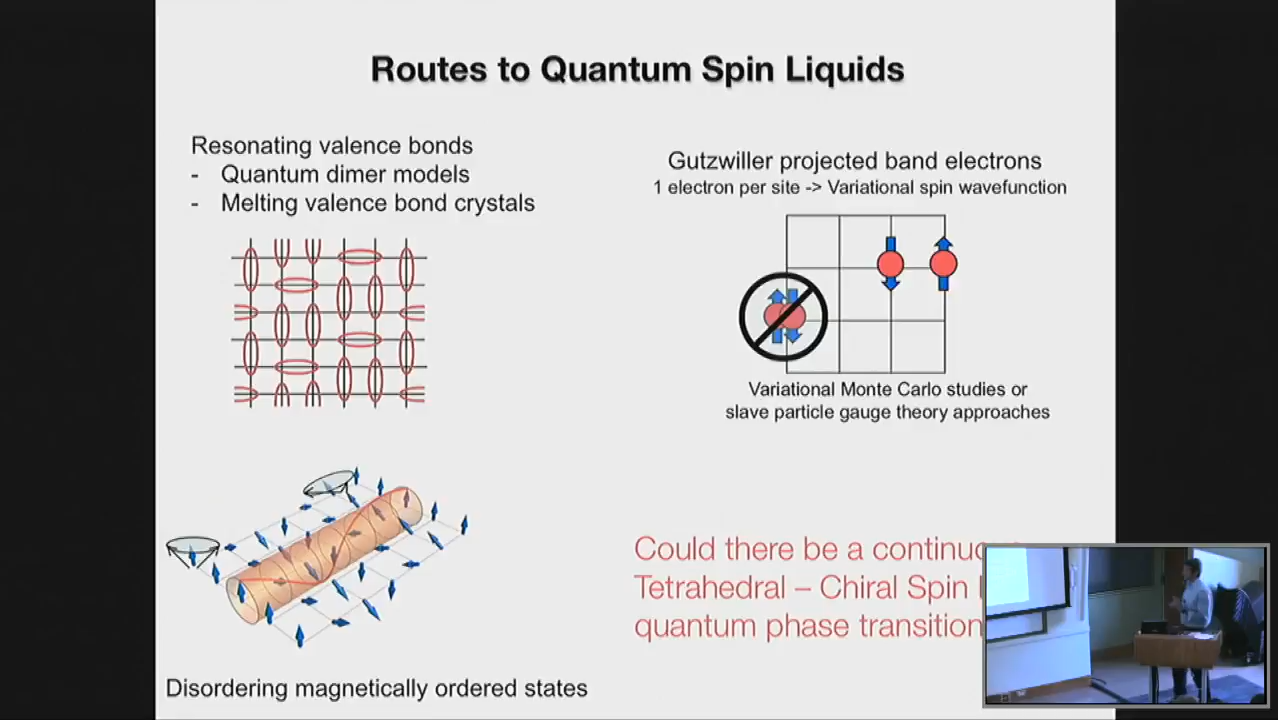 Routes to Quantum Spin Liquids
Resonating valence bonds
- Quantum dimer models
- Melting valence bond crystals
Gutzwiller projected band electrons
1 electron per site -> Variational spin wavefunction
Variational Monte Carlo studies or
slave particle gauge theory approaches
Could there be a
Tetrahedral – Chiral Spin
quantum phase transition
Disordering magnetically ordered states